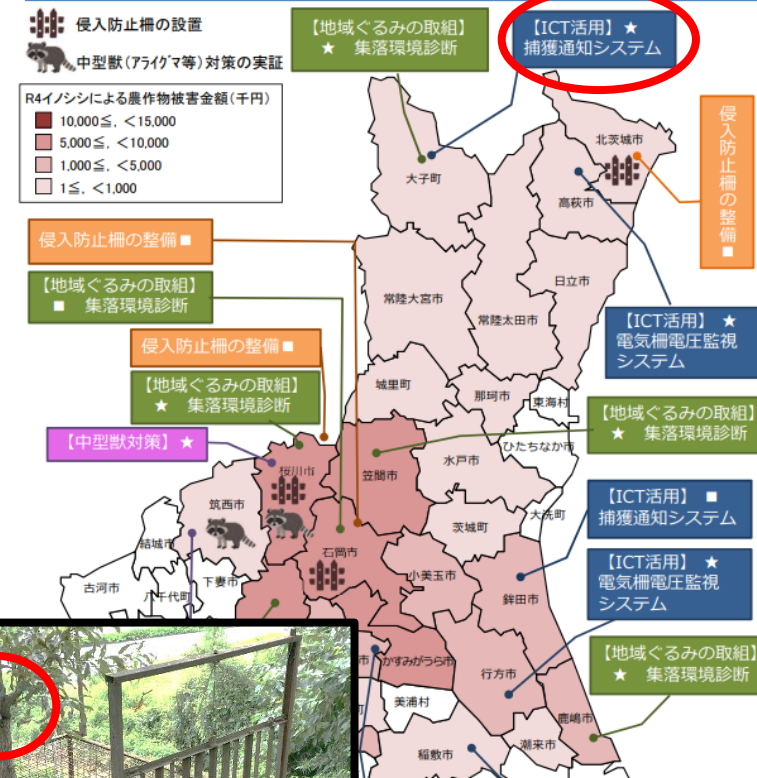 侵入防止柵の設置
中型獣(アライグマ等)対策の実証
R4イノシシによる農作物被害金額(千円)
10,000≦, <15,000
5,000≦, <10,000
1,000≦, <5,000
1≦, <1,000
【地域ぐるみの取組】
★ 集落環境診断
【ICT活用】★
捕獲通知システム
侵入防止柵の整備■
侵入防止柵の整備■
【地域ぐるみの取組】
■ 集落環境診断
侵入防止柵の整備■
【地域ぐるみの取組】
★ 集落環境診断
【中型獣対策】★
【ICT活用】 ★
電気柵電圧監視
システム
【地域ぐるみの取組】
★ 集落環境診断
【ICT活用】 ■
捕獲通知システム
【ICT活用】 ★
電気柵電圧監視
システム
【地域ぐるみの取組】
★ 集落環境診断
大子町
北茨城市
高萩市
日立市
常陸大宮市
常陸太田市
城里町
那珂市
東海村
ひたちなか市
水戸市
笠間市
桜川市
筑西市
茨城町
大洗町
結城市
石岡市
小美玉市
古河市
八千代町
下妻市
鉾田市
市
かすみがうら市
行方市
美浦村
町
鹿嶋市
潮来市
稲敷市